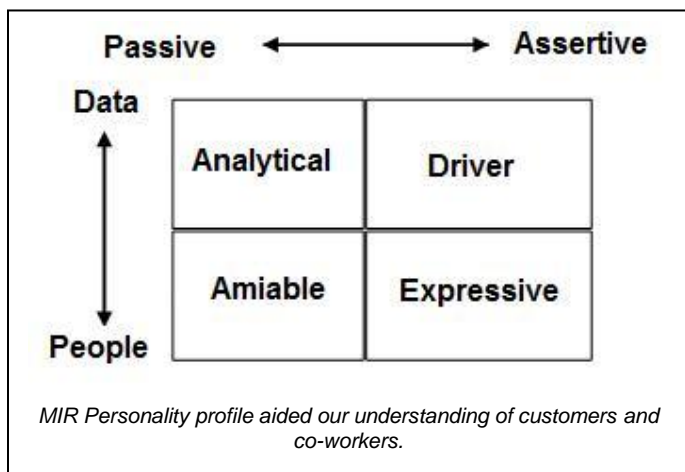 Passive Assertive
Data
Analytical Driver
Amiable Expressive
People
MIR Personality profile aided our understanding of customers and
co-workers.